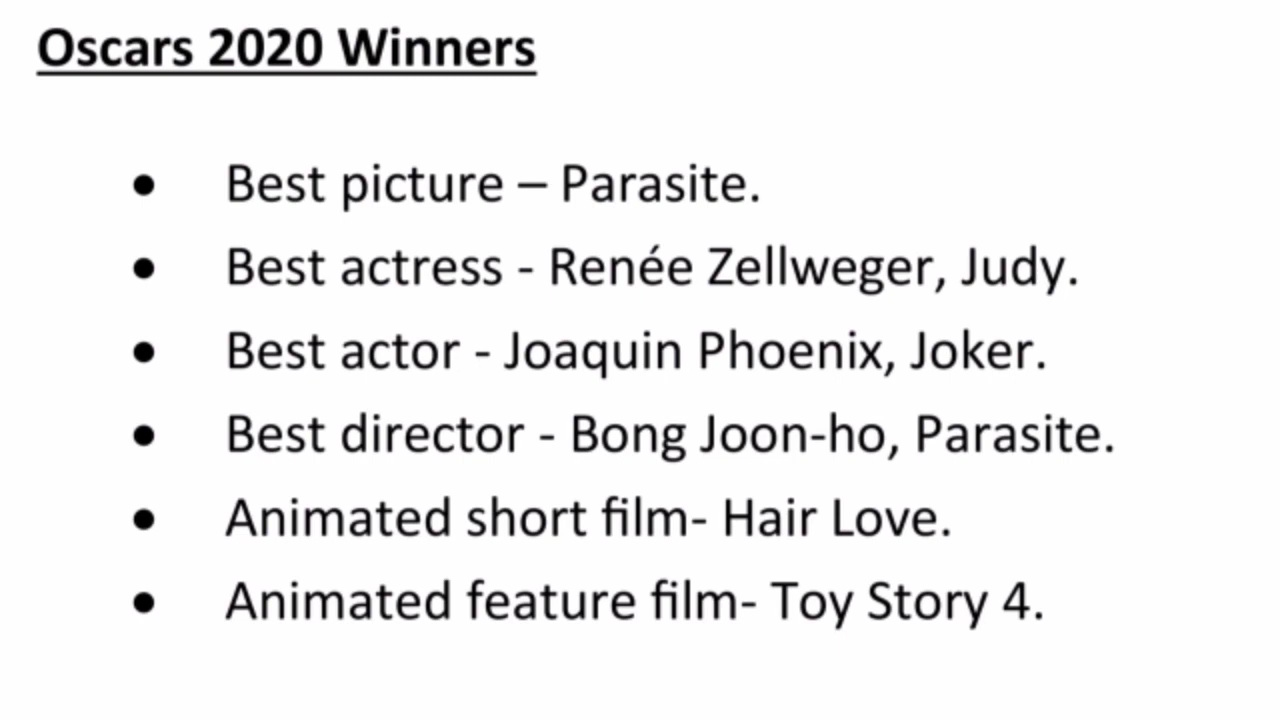 Oscars 2020 Winners
• Best picture – Parasite.
• Best actress - Renée Zellweger, Judy.
• Best actor - Joaquin Phoenix, Joker.
• Best director - Bong Joon-ho, Parasite.
• Animated short film- Hair Love.
• Animated feature film- Toy Story 4.